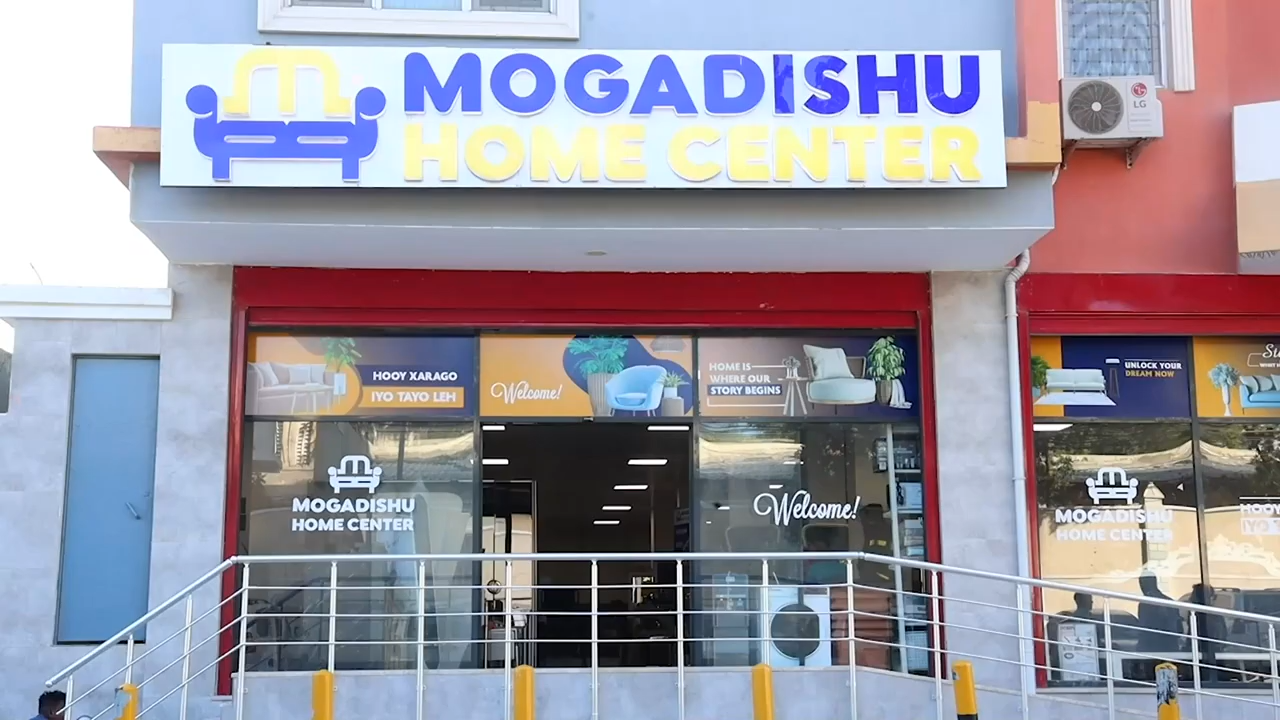 MOGADISHU
HOME CENTER
LG
HOOY XARAGO
IYO TAYO LEH
Welcome!
HOME IS
WHERE OUR
STORY BEGINS
UNLOCK YOUR
DREAM NOW
MOGADISHU
HOME CENTER
Welcome!
MOGADISHU
HOME CENTER
HOOY